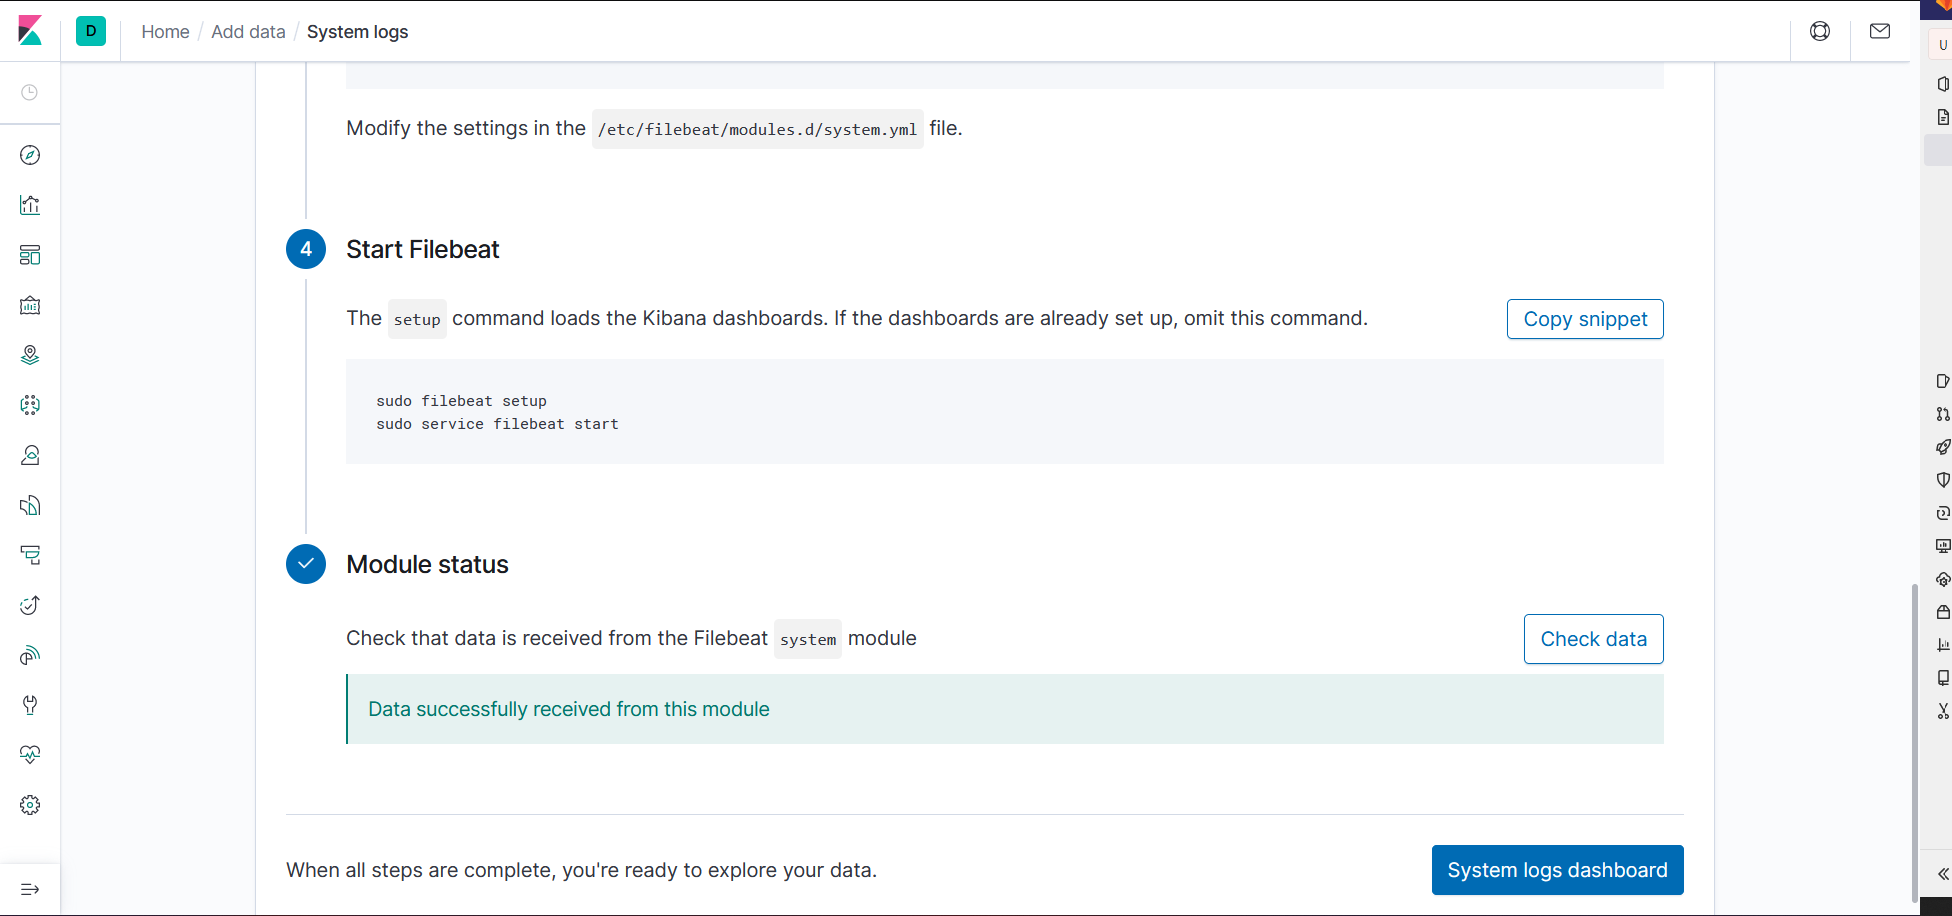 D
Home / Add data / System logs
U
Modify the settings in the /etc/filebeat/modules.d/system.yml file.
4
Start Filebeat
The setup command loads the Kibana dashboards. If the dashboards are already set up, omit this command.
Copy snippet
sudo filebeat setup
sudo service filebeat start
Module status
Check that data is received from the Filebeat system module
Check data
Data successfully received from this module
When all steps are complete, you're ready to explore your data.
System logs dashboard